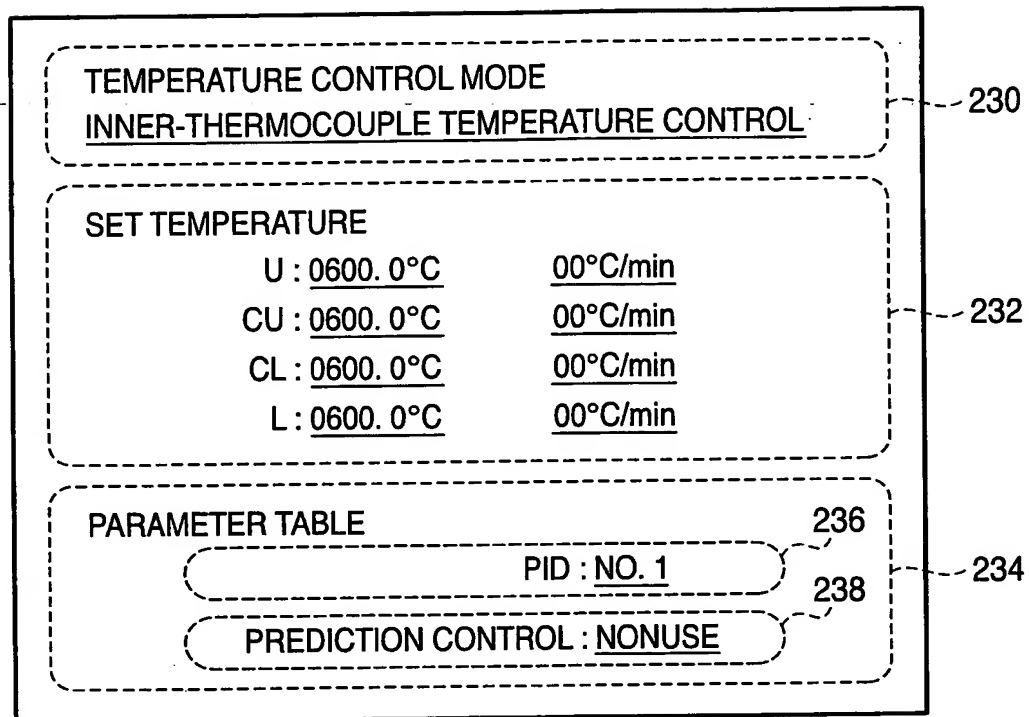 TEMPERATURE CONTROL MODE
INNER-THERMOCOUPLE TEMPERATURE CONTROL
230
SET TEMPERATURE
U : 0600. 0°C 00°C/min
CU : 0600. 0°C 00°C/min
232
CL : 0600. 0°C 00°C/min
L : 0600. 0°C 00°C/min
PARAMETER TABLE
236
PID : NO. 1
234
238
PREDICTION CONTROL : NONUSE